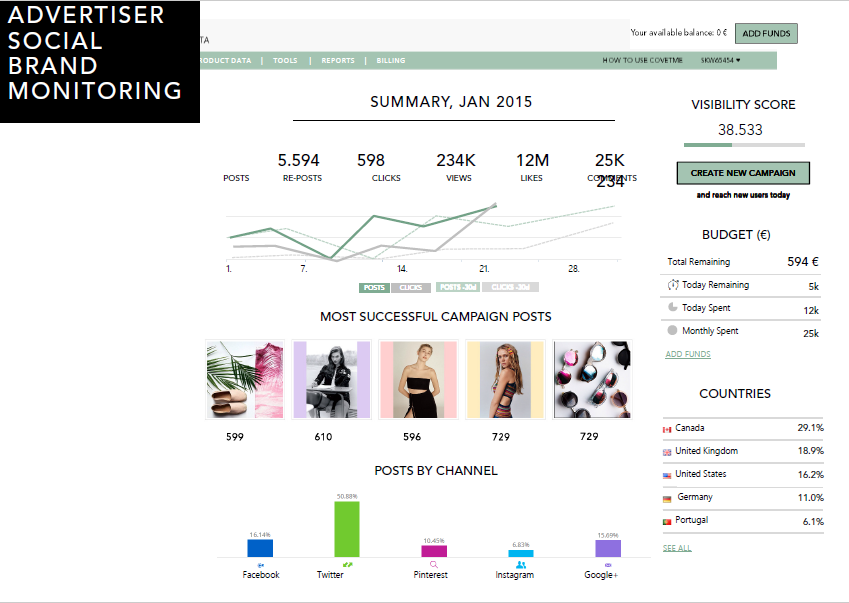 ADVERTISER
SOCIAL
BRAND
MONITORING
TA
Your available balance: 0 €
ADD FUNDS
RODUCT DATA | TOOLS | REPORTS | BILLING
HOW TO USE COVETME
SUMMARY, JAN 2015
5.594 598 234K 12M 25K
234
POSTS RE-POSTS CLICKS VIEWS LIKES COMMENTS
1. 7. 14. 21. 28.
POSTS CLICKS POSTS -30d CLICKS -30d
MOST SUCCESSFUL CAMPAIGN POSTS
599 610 596 729 729
POSTS BY CHANNEL
16.14% 50.88% 10.45% 6.83% 15.69%
Facebook Twitter Pinterest Instagram Google+
VISIBILITY SCORE
38.533
CREATE NEW CAMPAIGN
and reach new users today
BUDGET (€)
Total Remaining 594 €
Today Remaining 5k
Today Spent 12k
Monthly Spent 25k
ADD FUNDS
COUNTRIES
Canada 29.1%
United Kingdom 18.9%
United States 16.2%
Germany 11.0%
Portugal 6.1%
SEE ALL